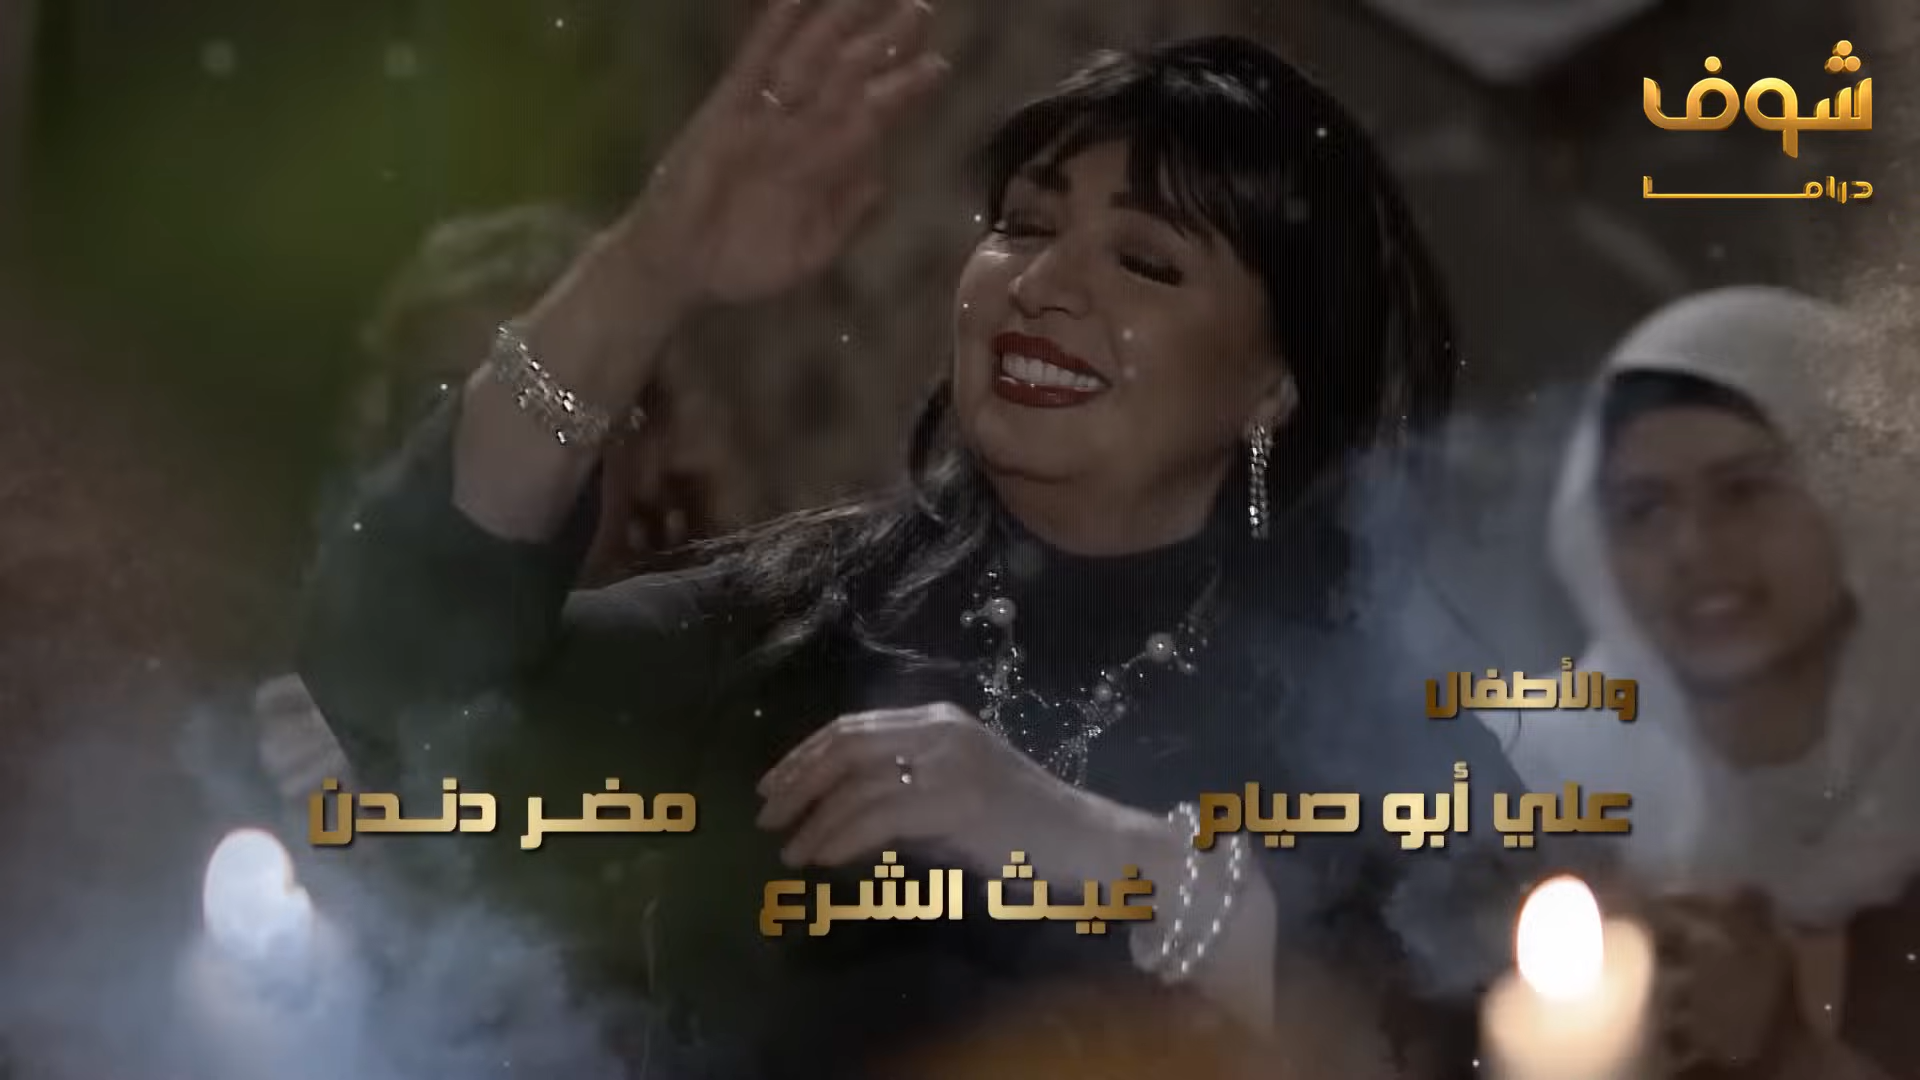 شوف
دراما
والأطفال
علي أبو صيام
مضر دندن
غيث الشرع